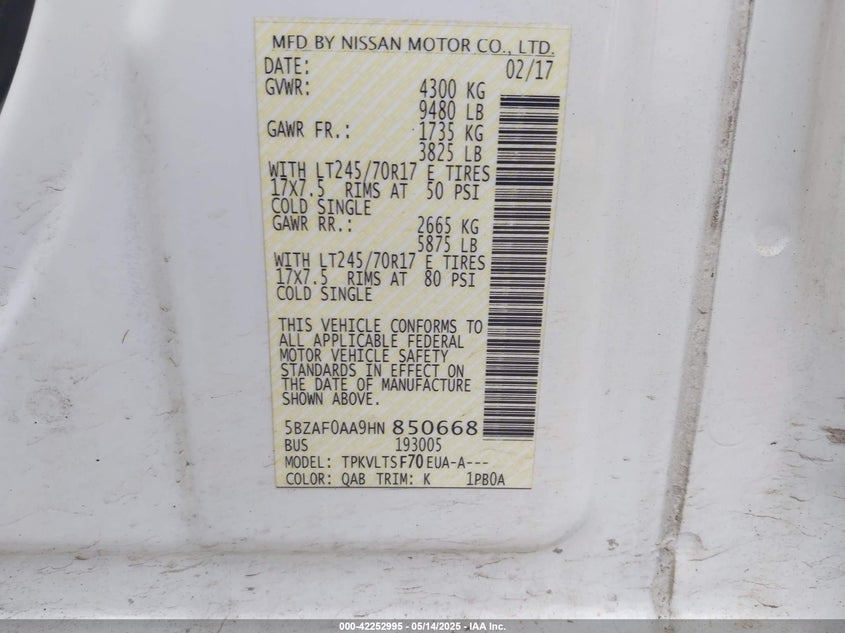 MFD BY NISSAN MOTOR CO., LTD.
DATE: 02/17
GVWR: 4300 KG
9480 LB
GAWR FR.: 1735 KG
3825 LB
WITH LT245/70R17 E TIRES
17X7.5 RIMS AT 50 PSI
COLD SINGLE
GAWR RR.: 2665 KG
5875 LB
WITH LT245/70R17 E TIRES
17X7.5 RIMS AT 80 PSI
COLD SINGLE
THIS VEHICLE CONFORMS TO
ALL APPLICABLE FEDERAL
MOTOR VEHICLE SAFETY
STANDARDS IN EFFECT ON
THE DATE OF MANUFACTURE
SHOWN ABOVE.
5BZAF0AA9HN 850668
BUS 193005
MODEL: TPKVLTSF70EUA-A---
COLOR: QAB TRIM: K 1PB0A
000-42252995 - 05/14/2025 - IAA Inc.